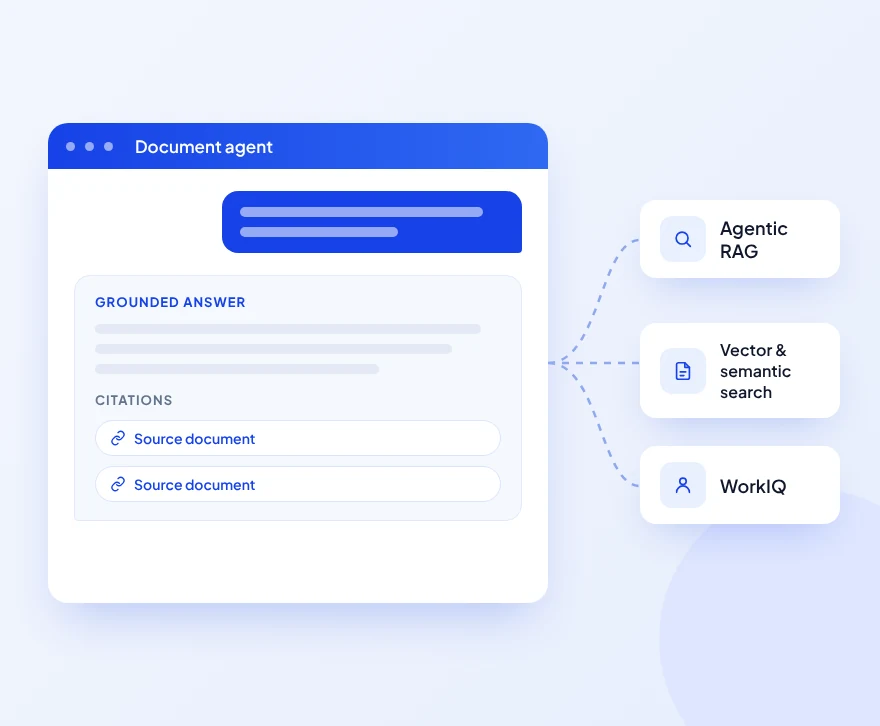 Document agent
GROUNDED ANSWER
CITATIONS
Source document
Source document
Agentic
RAG
Vector &
semantic
search
WorkIQ